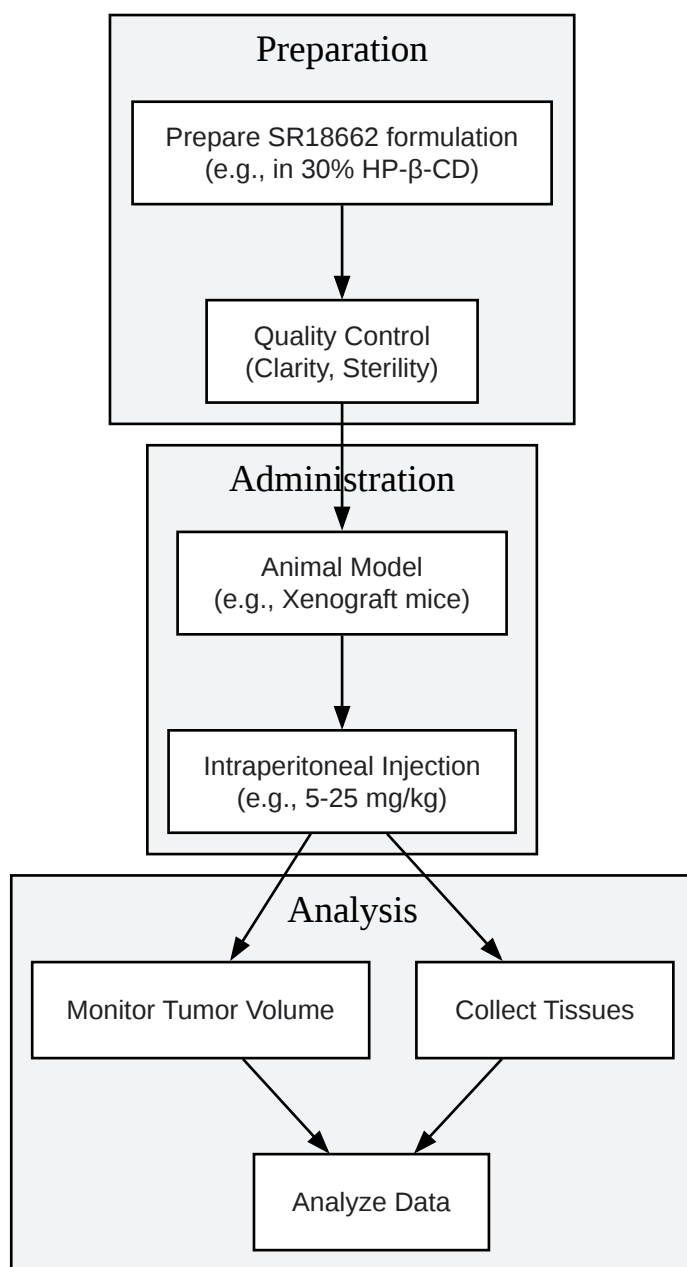 Preparation
Prepare SR18662 formulation
(e.g., in 30% HP-β-CD)
Quality Control
(Clarity, Sterility)
Administration
Animal Model
(e.g., Xenograft mice)
Intraperitoneal Injection
(e.g., 5-25 mg/kg)
Analysis
Monitor Tumor Volume
Collect Tissues
Analyze Data